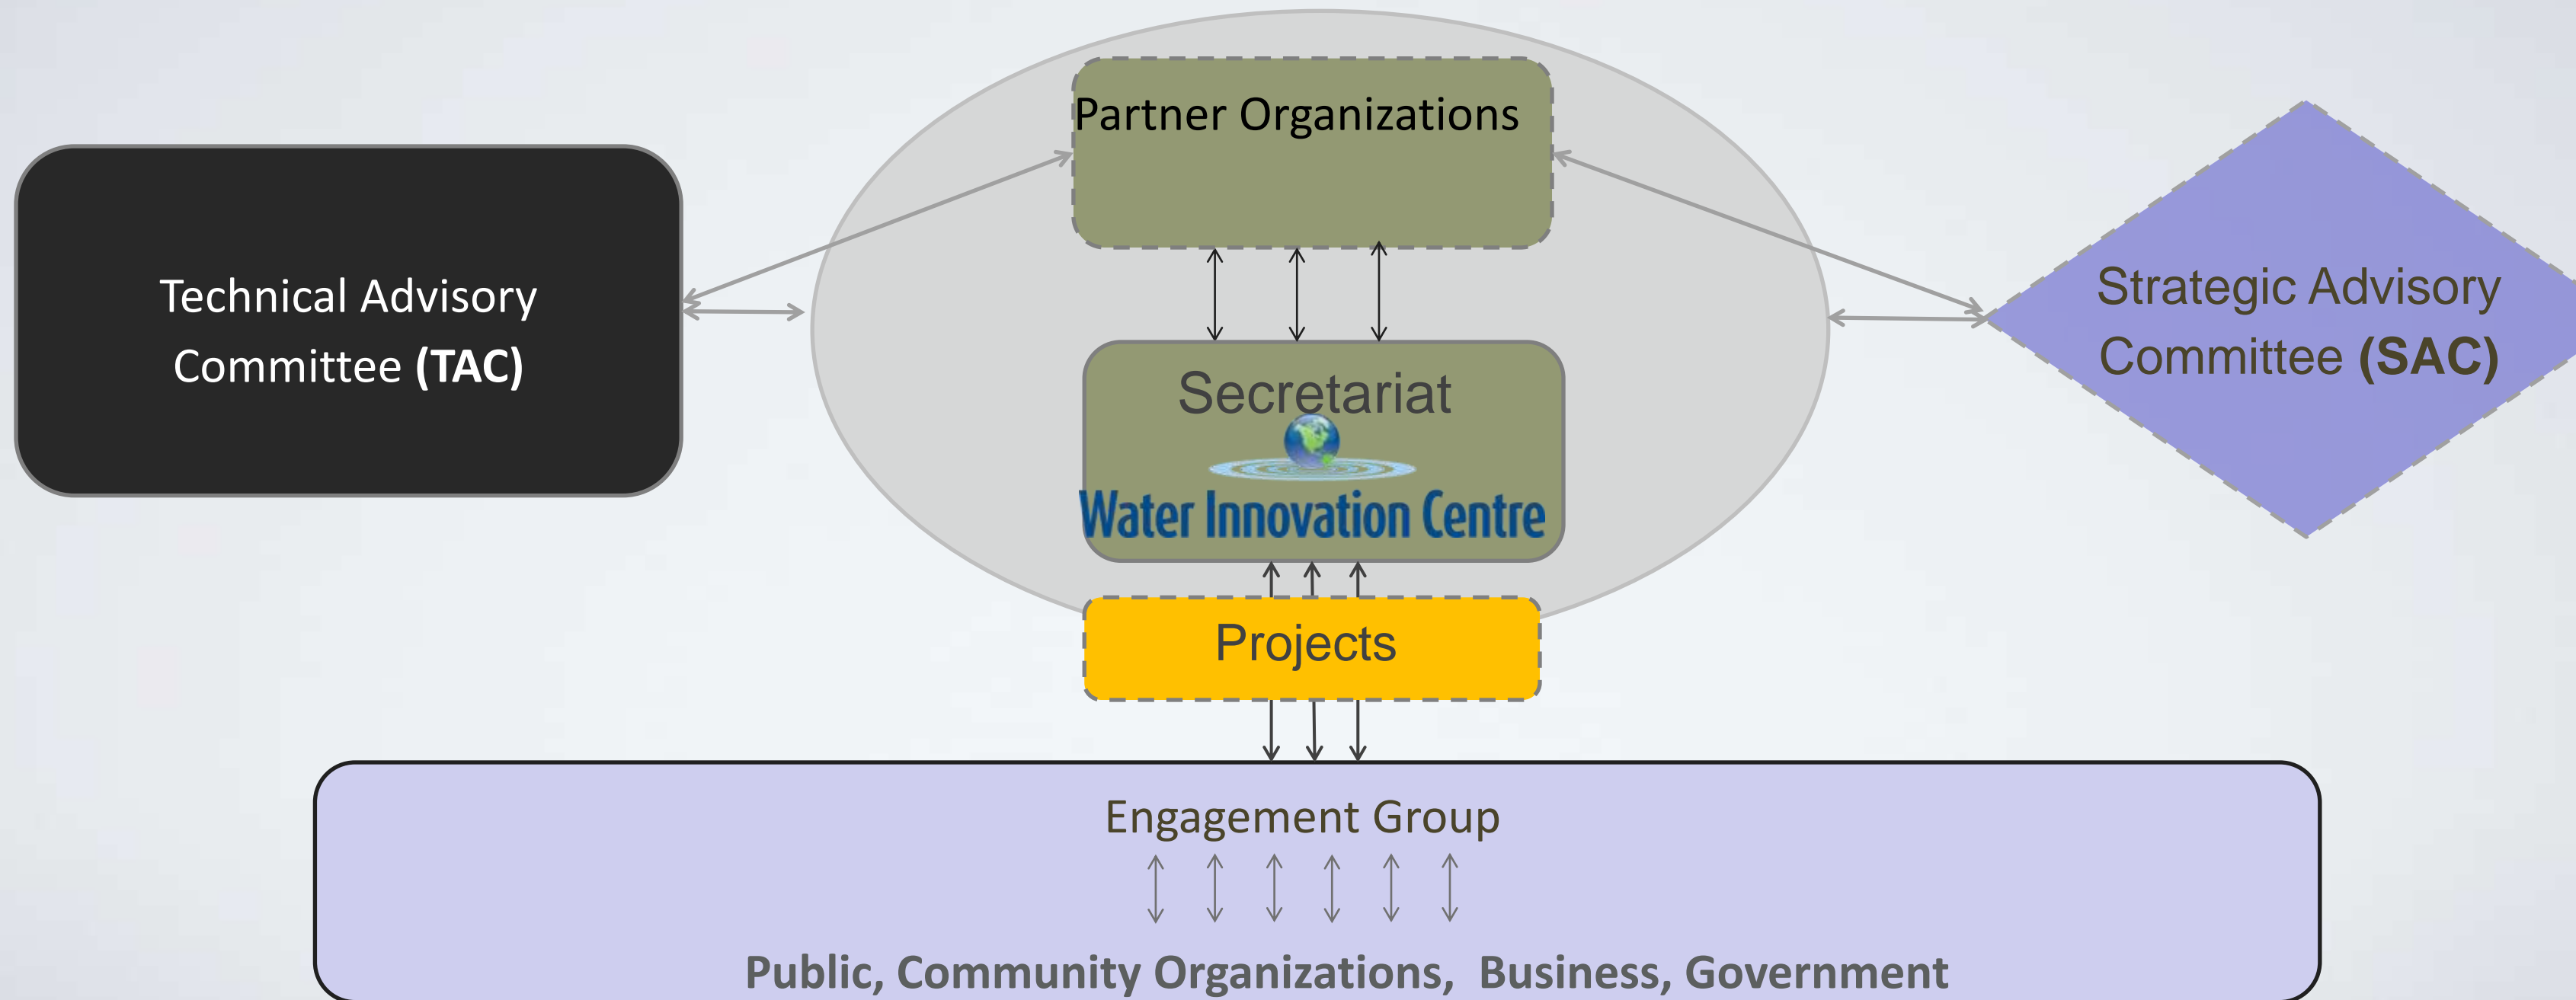 Partner Organizations
Technical Advisory
Committee (TAC)
Strategic Advisory
Committee (SAC)
Secretariat
Water Innovation Centre
Projects
Engagement Group
Public, Community Organizations, Business, Government